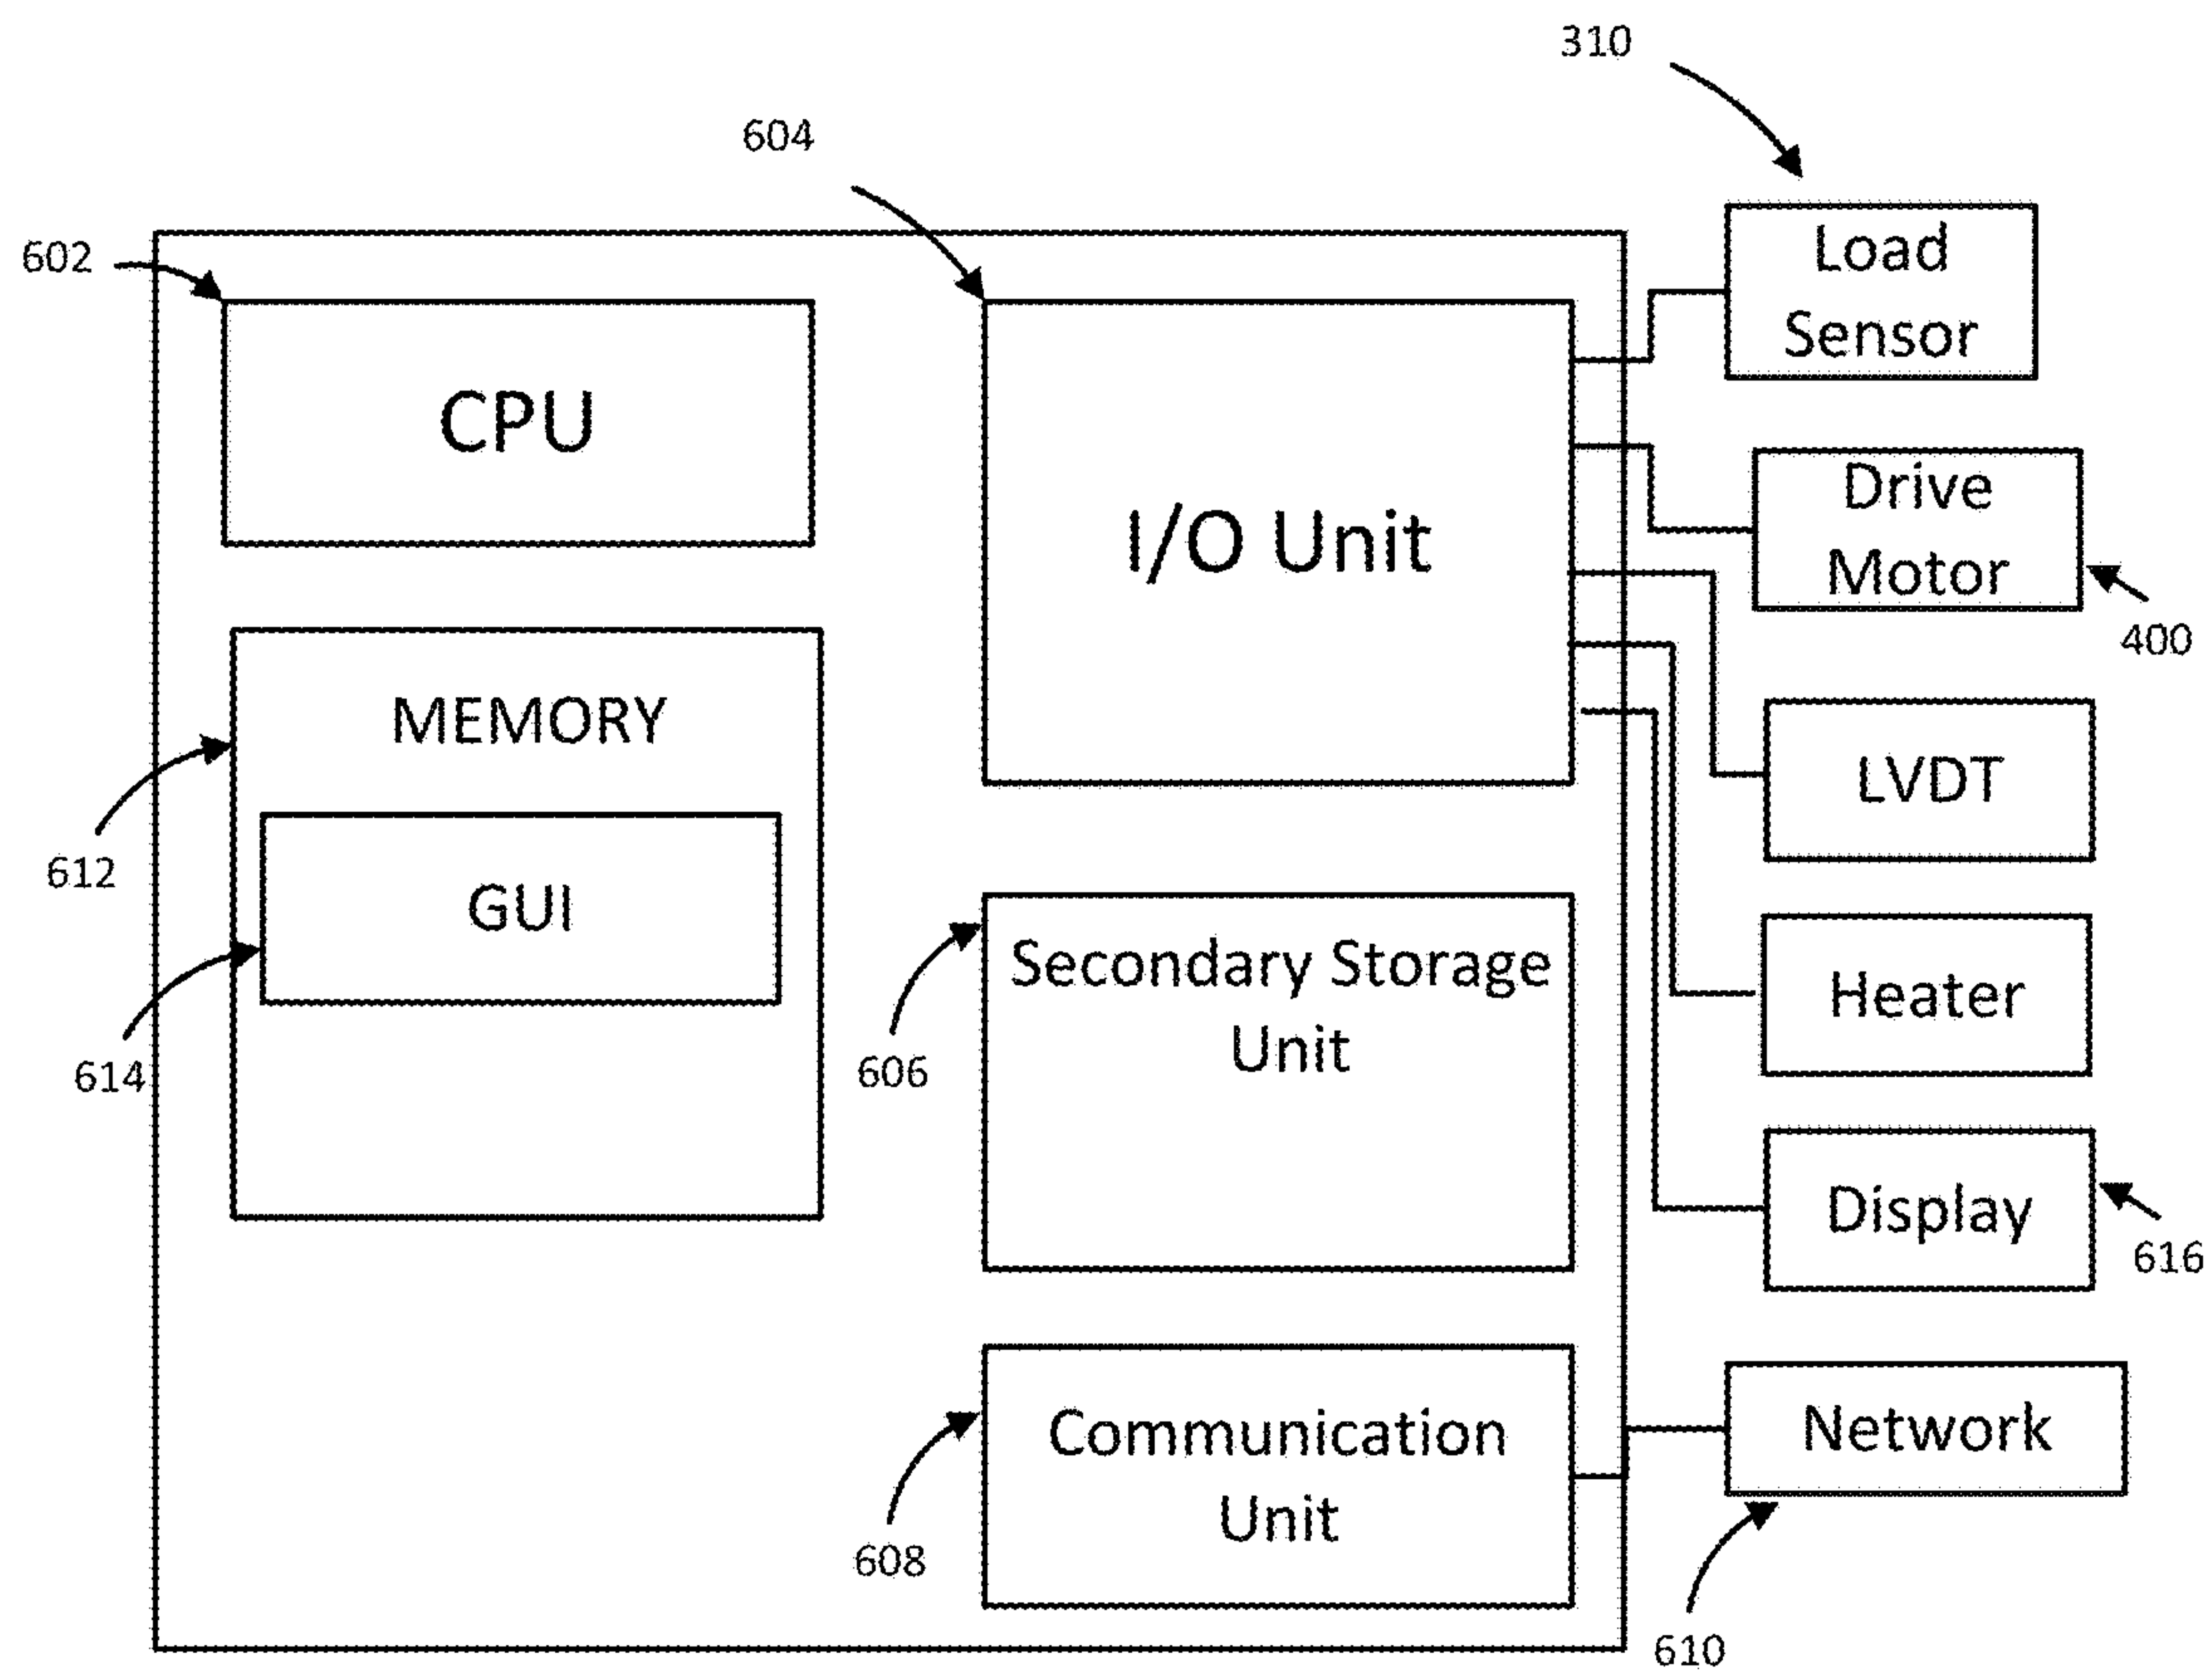 310
604
602
Load
Sensor
CPU
I/O Unit
Drive
Motor
400
MEMORY
LVDT
612
GUI
Secondary Storage
Unit
Heater
614
606
Display
616
Communication
Unit
Network
608
610